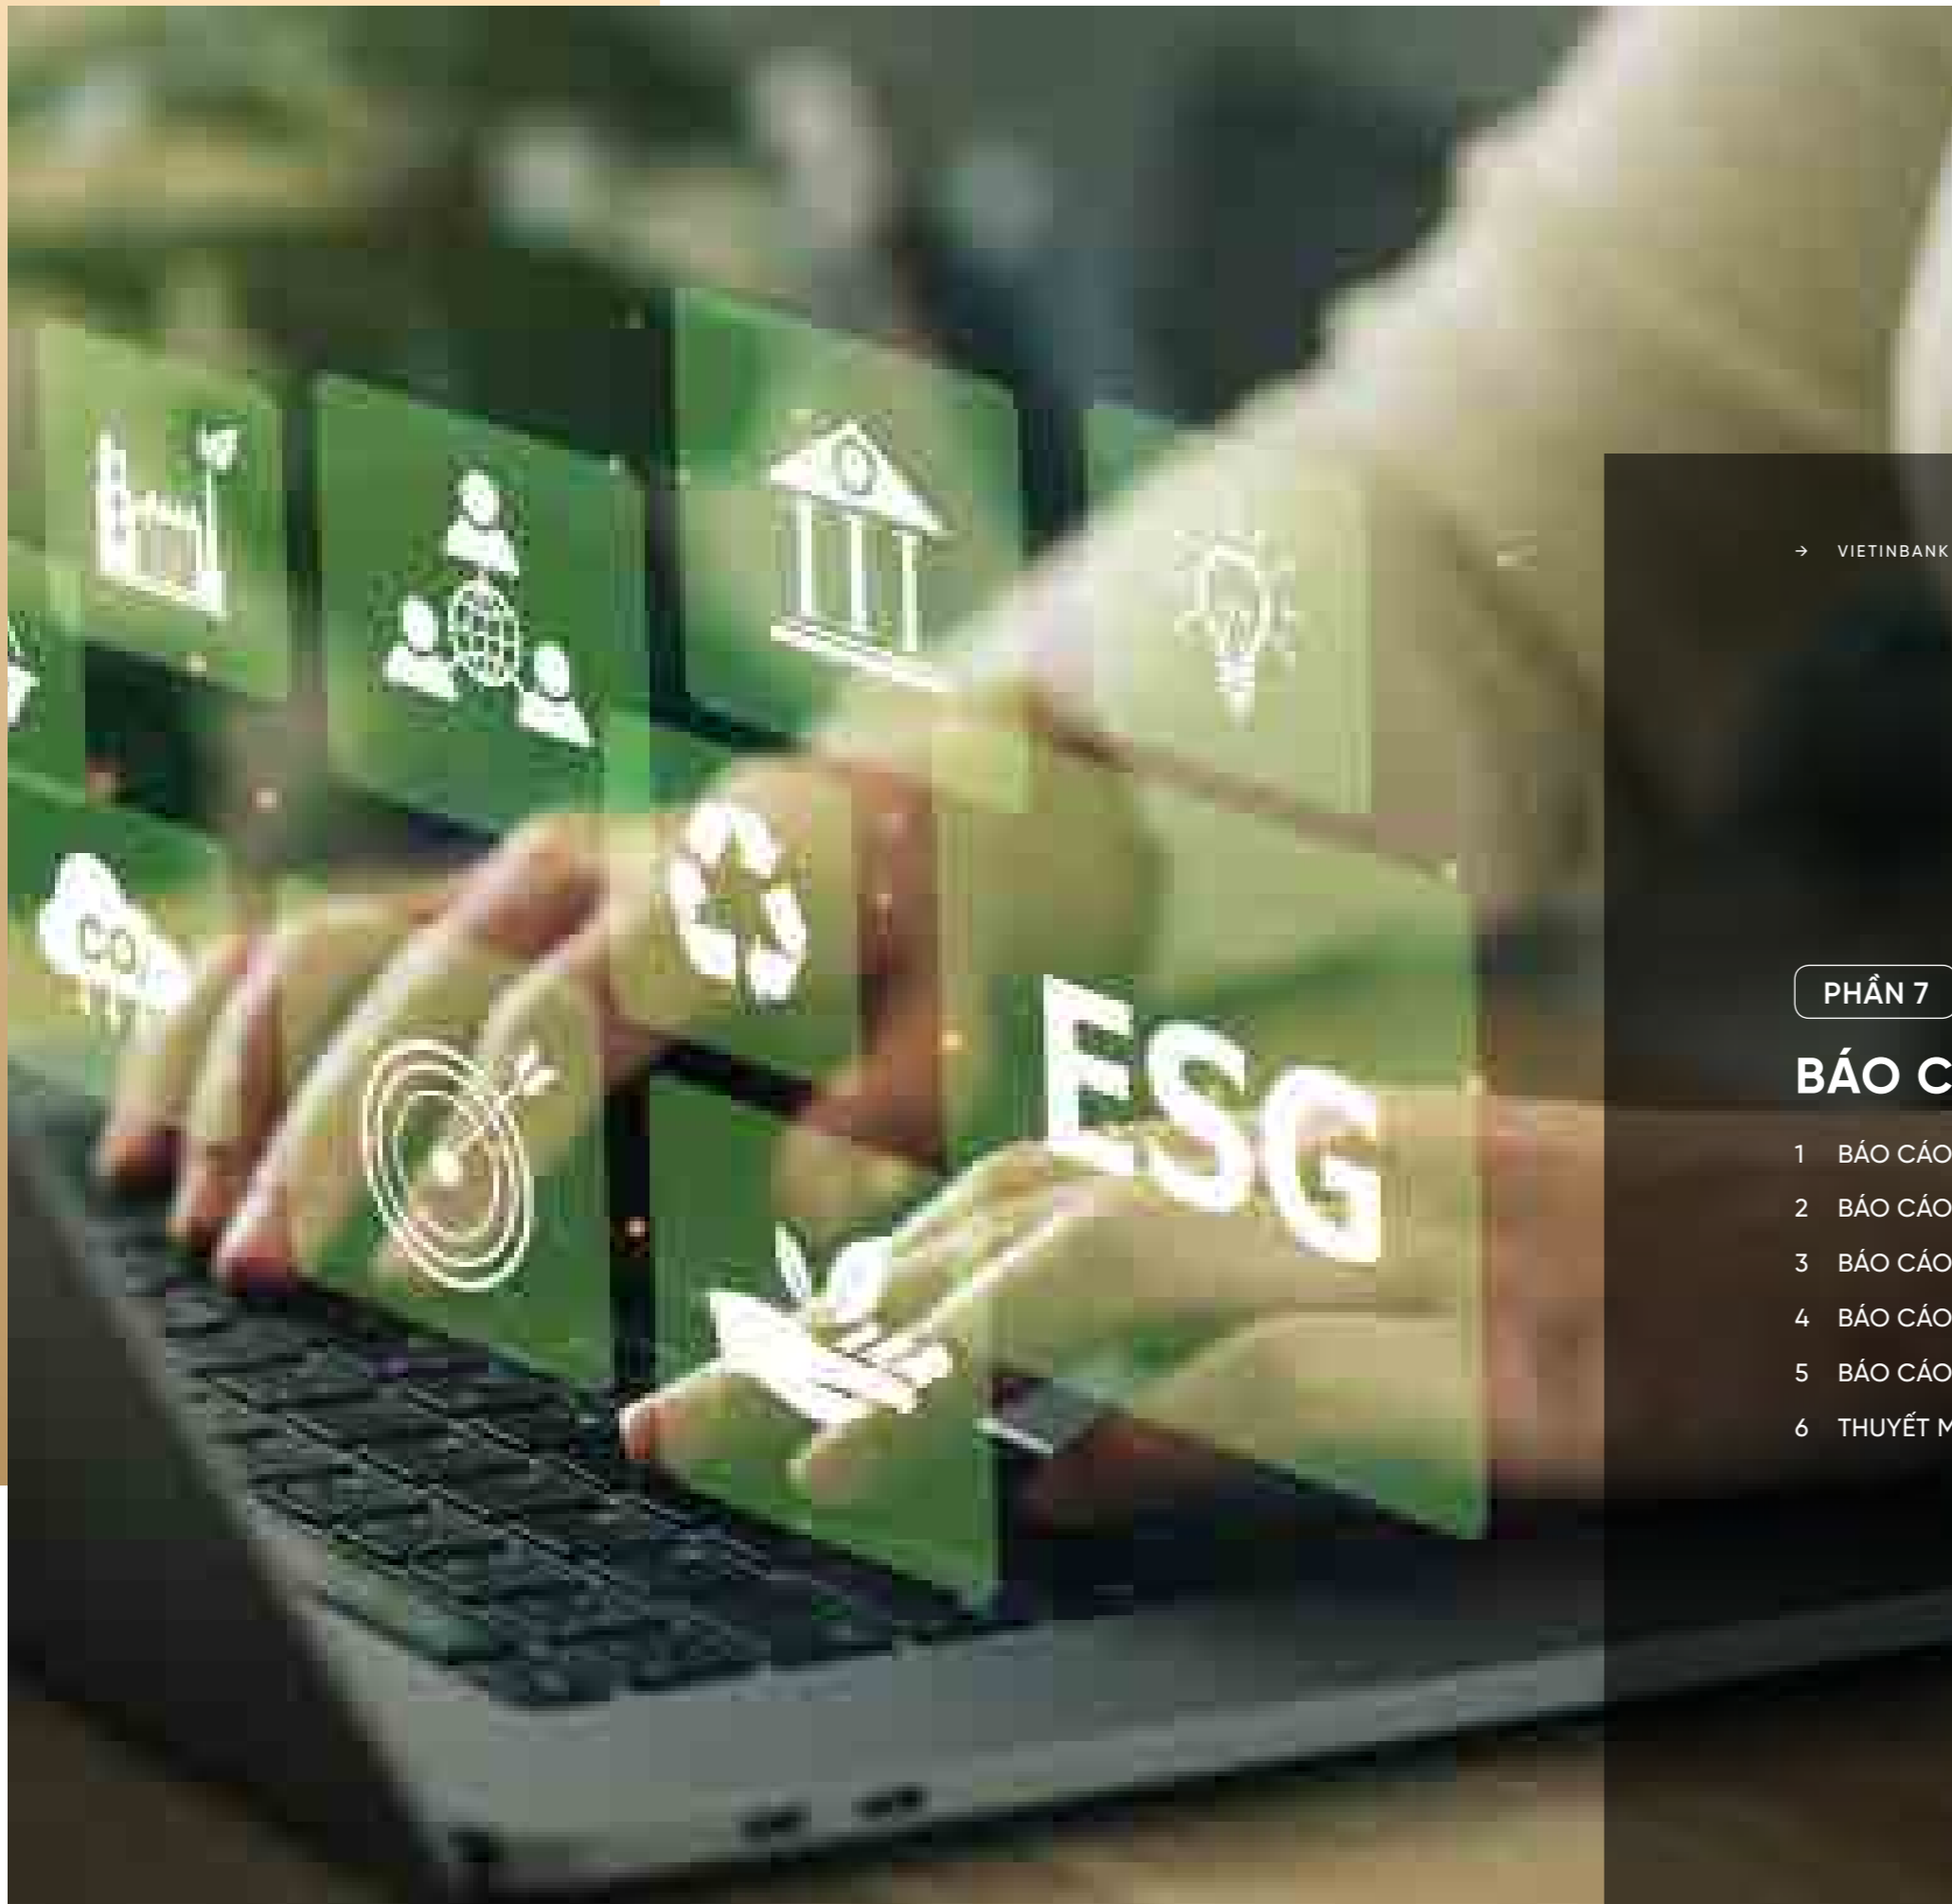 → VIETINBANK
PHẦN 7
BÁO C
1 BÁO CÁO
2 BÁO CÁO
3 BÁO CÁO
4 BÁO CÁO
5 BÁO CÁO
6 THUYẾT M
CO₂
ESG